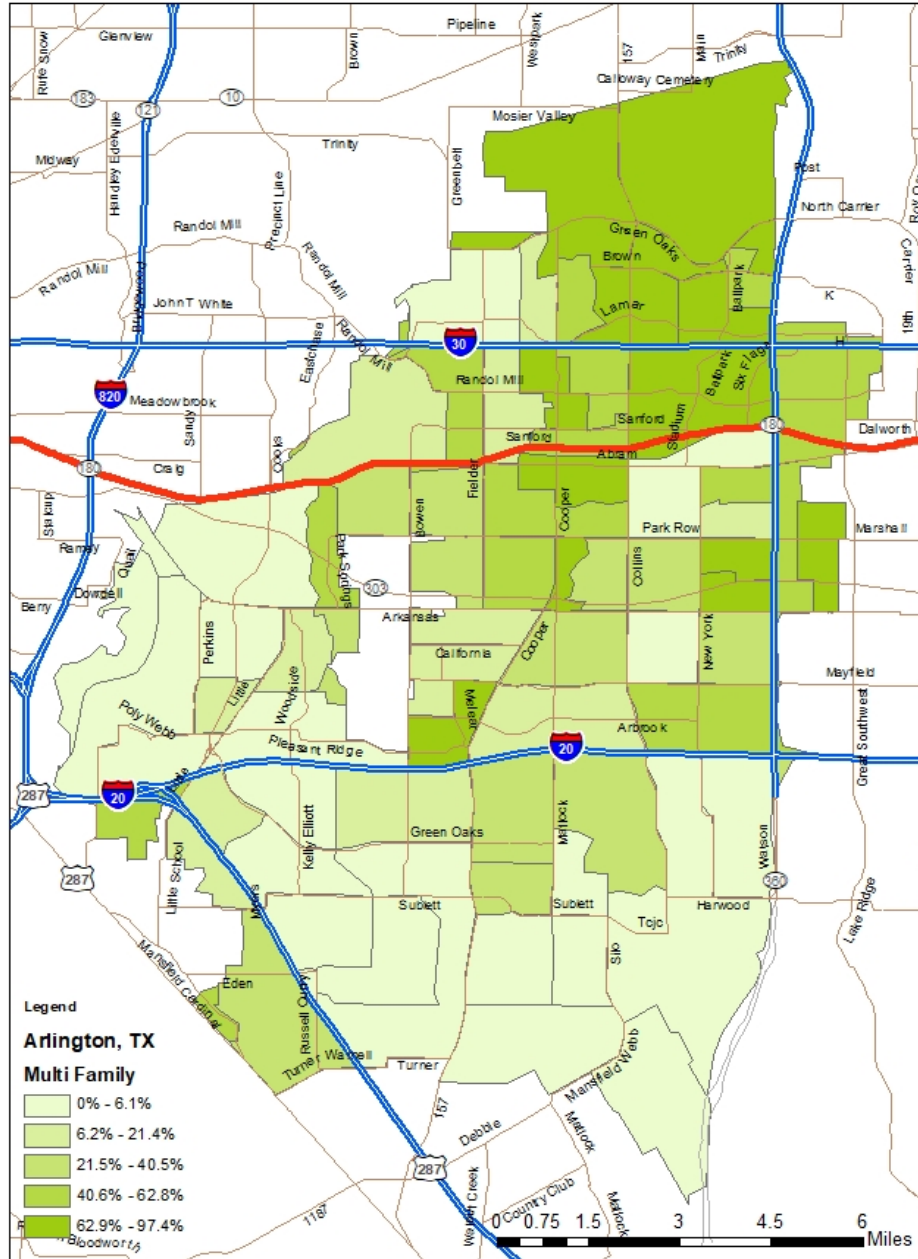 Pipeline
Glenview
Rufe Snow
Brown
Westpark
157
Main
Trinity
Calloway Cemetery
183
10
121
Mosier Valley
Handley Ederville
Trinity
Midway
Greenbelt
Post
Precinct Line
North Carrier
Randol Mill
Green Oaks
Carrier
Brown
Randol Mill
Randol Mill
Ballpark
K
John T White
Lamar
19th
Randol Mill
Eastchase
30
H
Six Flags
Ballpark
820
Randol Mill
Meadowbrook
Sandy
Sanford
Stadium
180
Dalworth
Sanford
Abram
Cooks
Craig
180
Fielder
Cooper
Bowen
Park Row
Marshall
Ramey
Quail
Park Springs
Collins
303
Berry
Dowdell
Arkansas
Perkins
Cooper
New York
California
Mayfield
Little
Woodside
Poly Webb
Arbrook
Pleasant Ridge
20
Great Southwest
287
20
Matlock
Green Oaks
Kelly Elliott
Watson
287
Little School
360
Sublett
Sublett
Harwood
Tcjc
Lake Ridge
Mansfield Cardinal
Silo
Eden
Russell Curry
Turner Warnell
Turner
Mansfield Webb
157
Debbie
Matlock
287
Walnut Creek
Country Club
Matlock
1187
Legend
Arlington, TX
Multi Family
0% - 6.1%
6.2% - 21.4%
21.5% - 40.5%
40.6% - 62.8%
62.9% - 97.4%
0 0.75 1.5 3 4.5 6
Miles